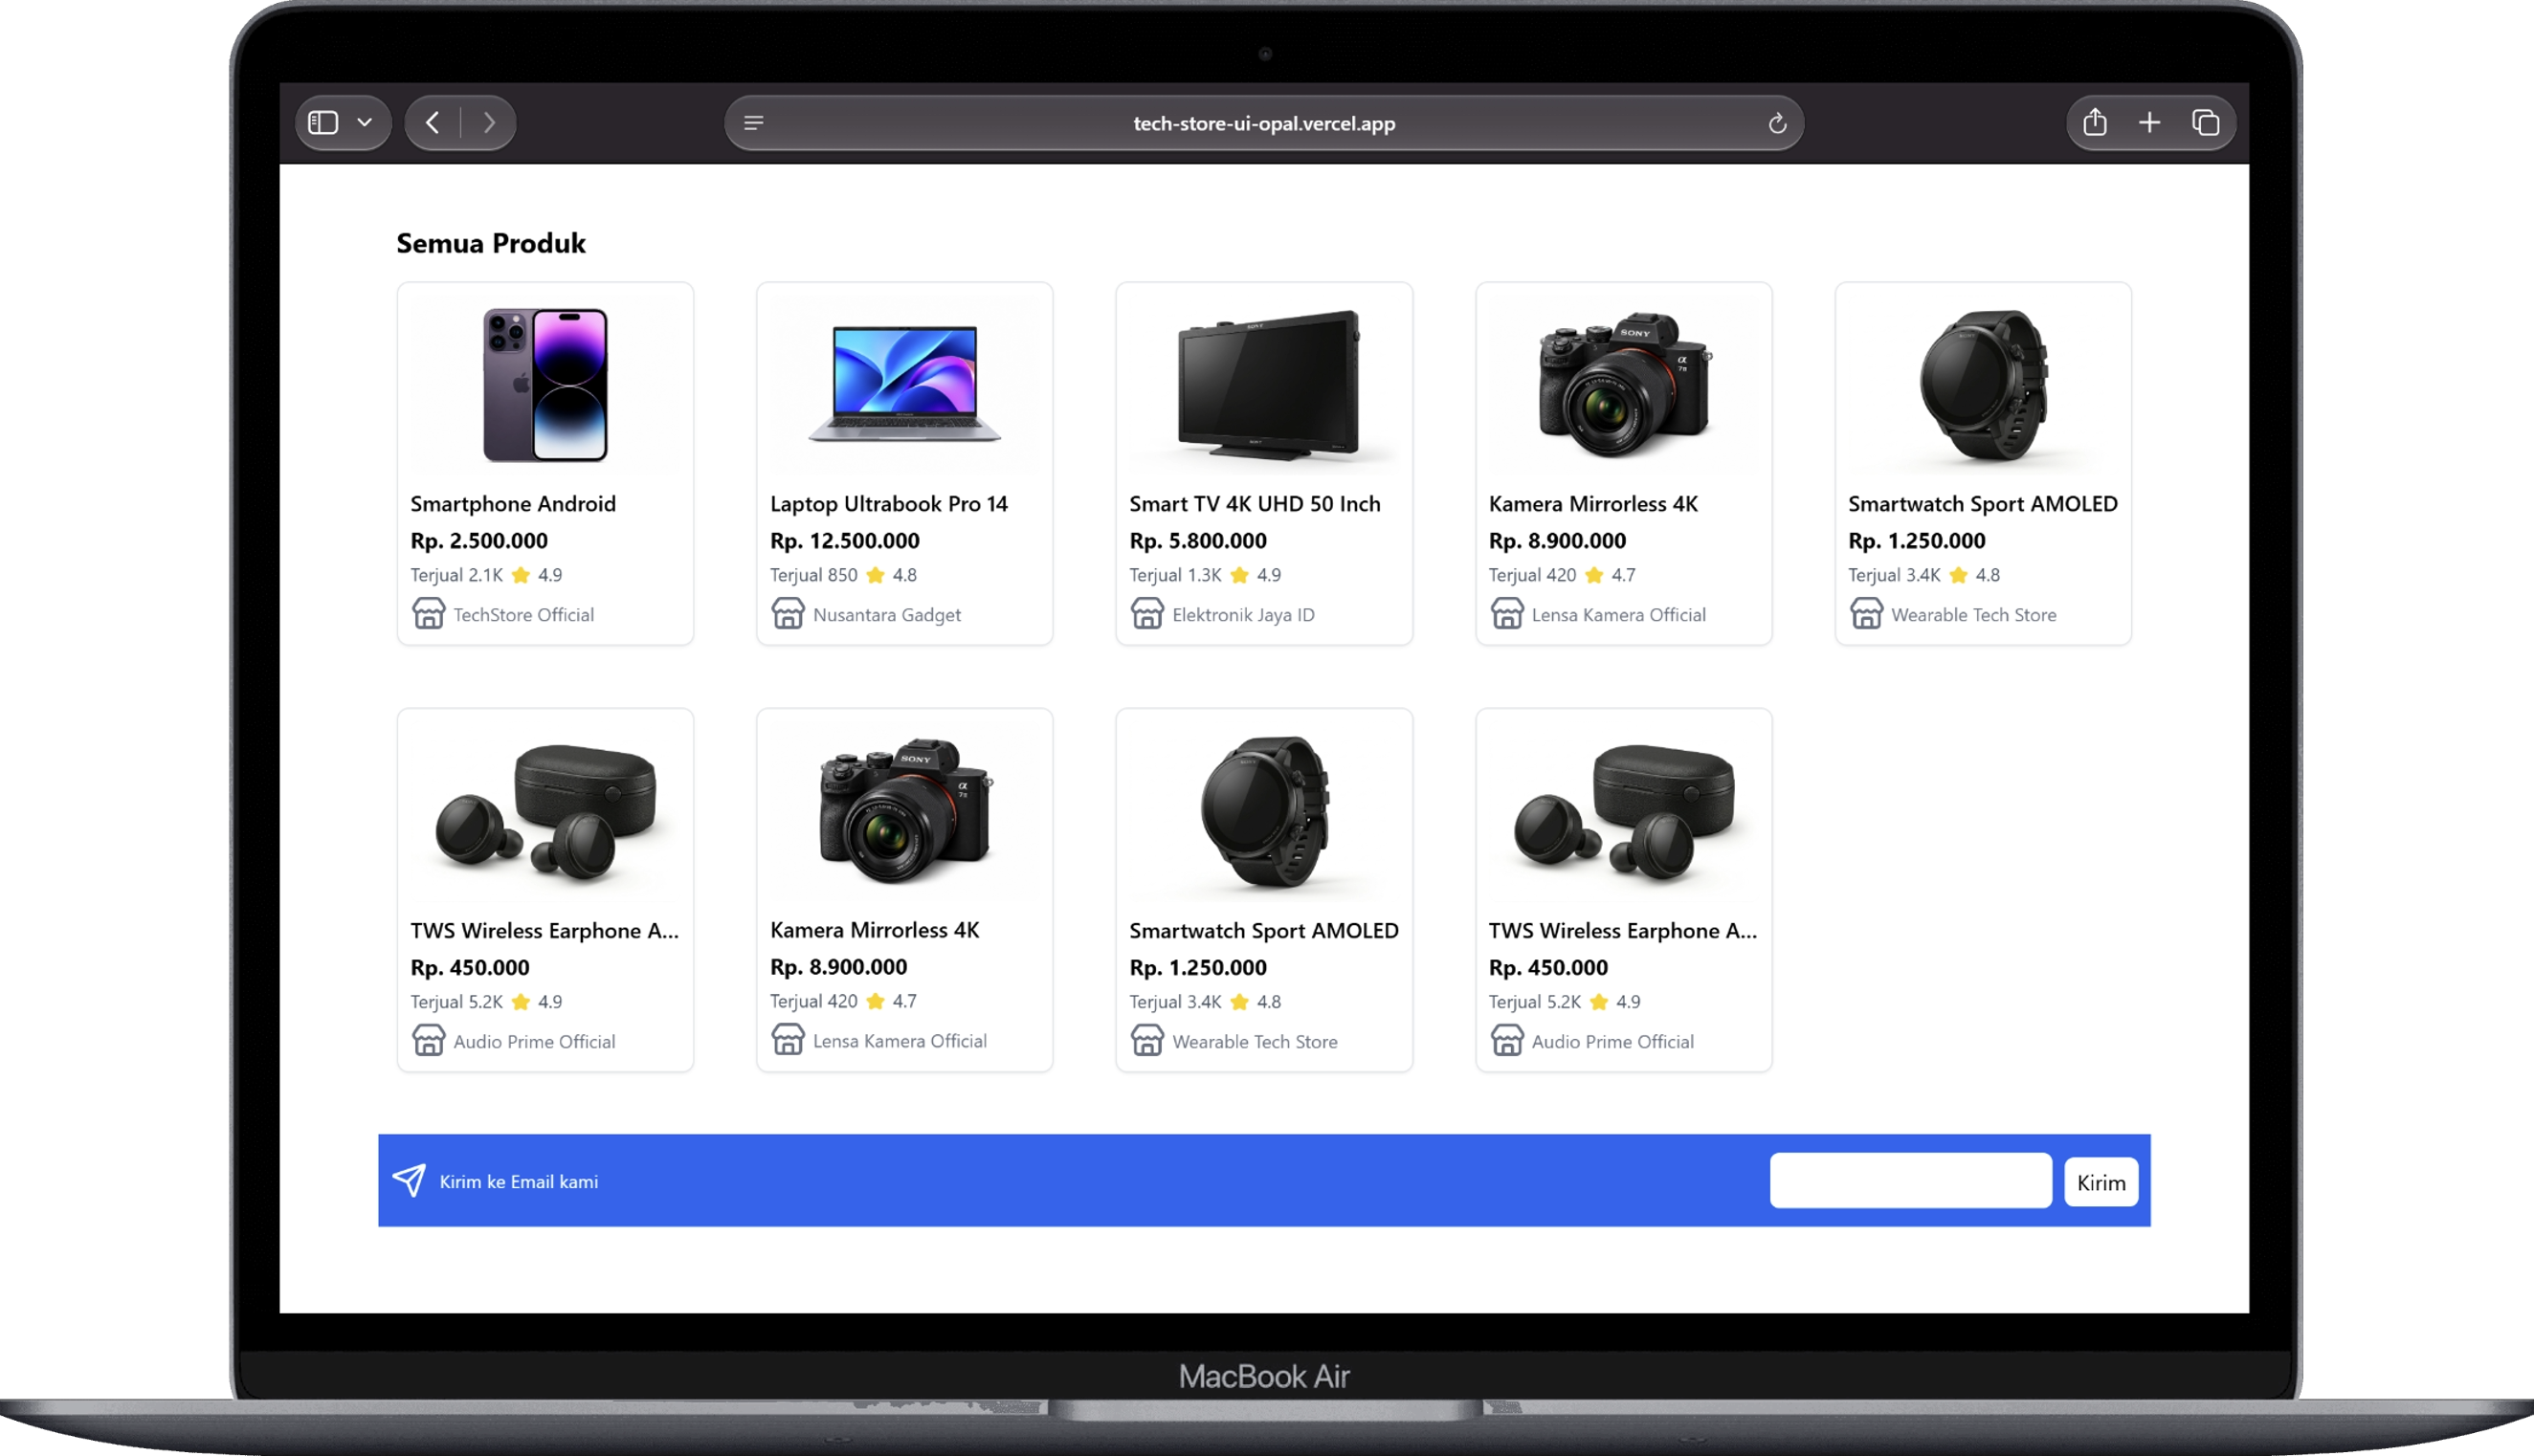 tech-store-ui-opal.vercel.app
Semua Produk
Smartphone Android
Rp. 2.500.000
Terjual 2.1K 4.9
TechStore Official
Laptop Ultrabook Pro 14
Rp. 12.500.000
Terjual 850 4.8
Nusantara Gadget
SONY
Smart TV 4K UHD 50 Inch
Rp. 5.800.000
Terjual 1.3K 4.9
Elektronik Jaya ID
SONY
α
Kamera Mirrorless 4K
Rp. 8.900.000
Terjual 420 4.7
Lensa Kamera Official
Smartwatch Sport AMOLED
Rp. 1.250.000
Terjual 3.4K 4.8
Wearable Tech Store
TWS Wireless Earphone A...
Rp. 450.000
Terjual 5.2K 4.9
Audio Prime Official
SONY
α
Kamera Mirrorless 4K
Rp. 8.900.000
Terjual 420 4.7
Lensa Kamera Official
Smartwatch Sport AMOLED
Rp. 1.250.000
Terjual 3.4K 4.8
Wearable Tech Store
TWS Wireless Earphone A...
Rp. 450.000
Terjual 5.2K 4.9
Audio Prime Official
Kirim ke Email kami
Kirim
MacBook Air